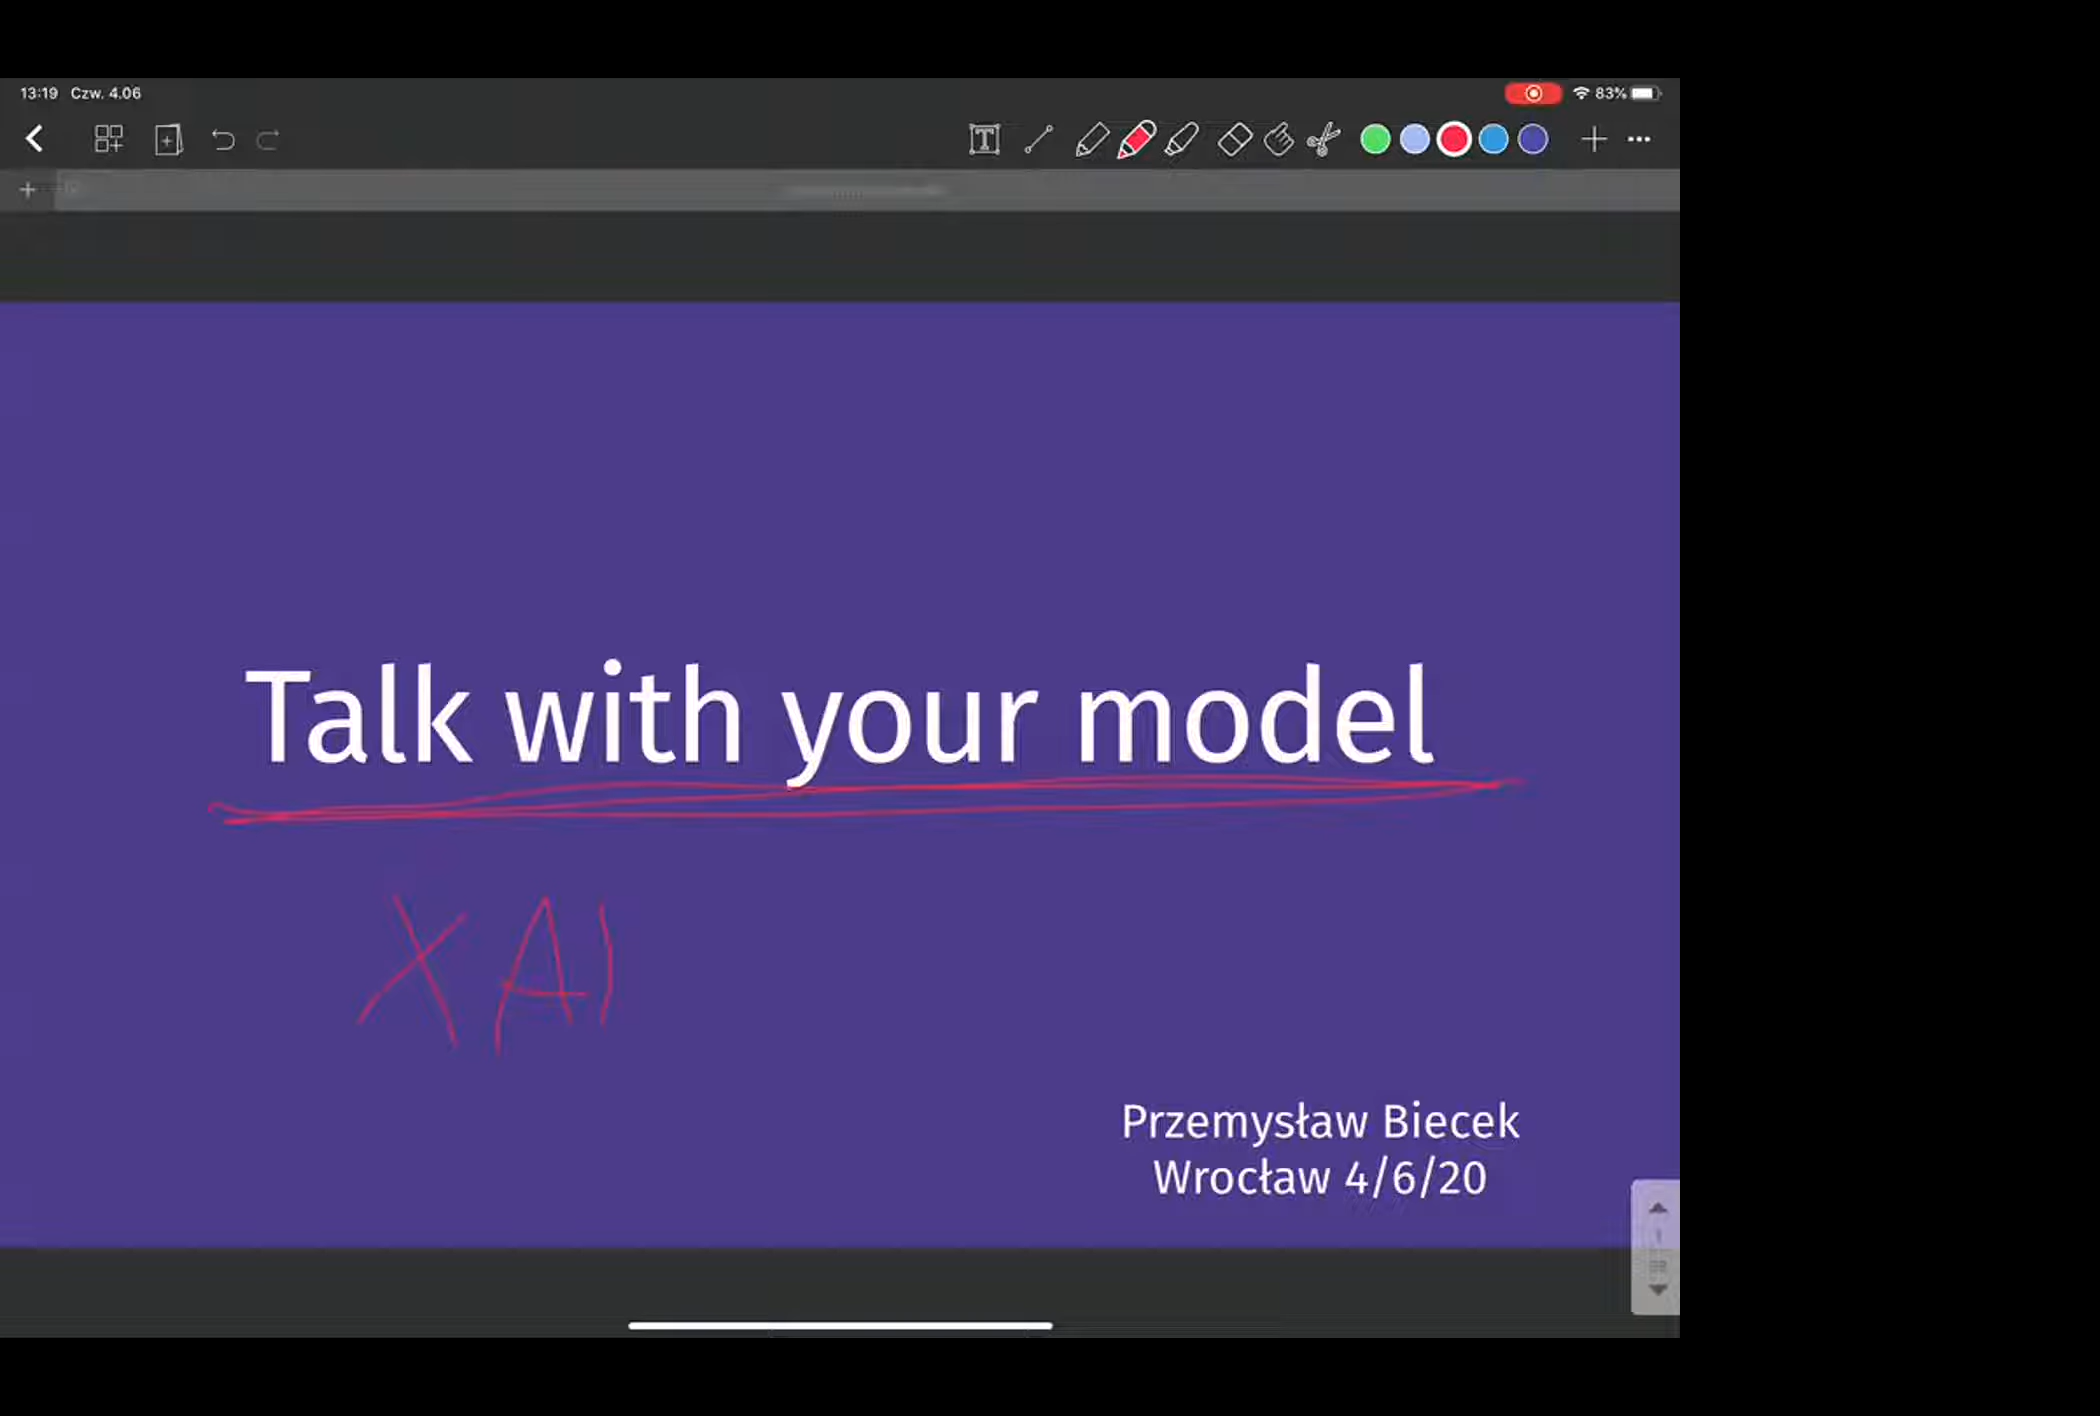 13:19 Czw. 4.06
83%
T
Talk with your model
XAI
Przemysław Biecek
Wrocław 4/6/20